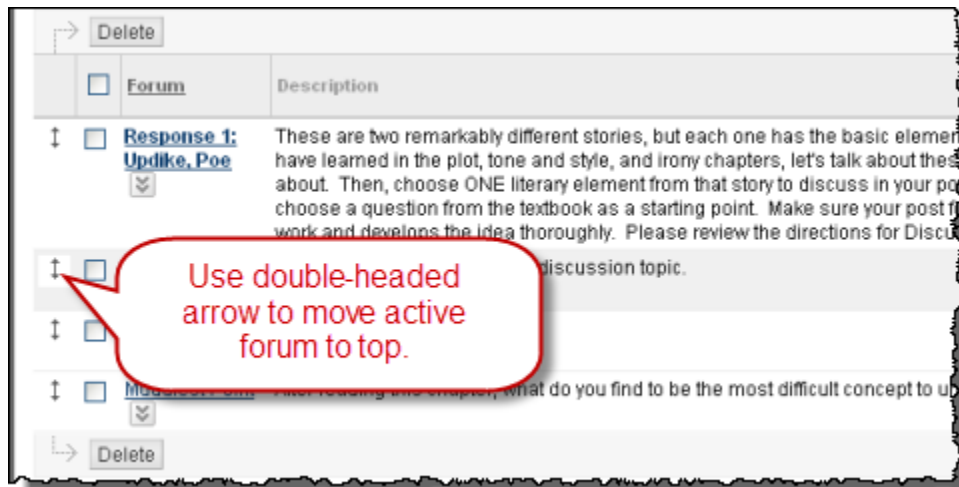 Delete
Forum Description
Response 1: These are two remarkably different stories, but each one has the basic
Updike, Poe have learned in the plot, tone and style, and irony chapters, let's talk about
about. Then, choose ONE literary element from that story to discuss in your
choose a question from the textbook as a starting point. Make sure your post
work and develops the idea thoroughly. Please review the directions for
discussion topic.
Use double-headed
arrow to move active
forum to top.
reading this chapter, what do you find to be the most difficult concept to
Delete